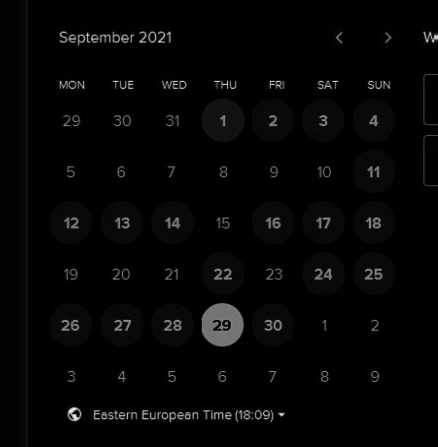 September 2021
W
MON TUE WED THU FRI SAT SUN
29 30 31 1 2 3 4
5 6 7 8 9 10 11
12 13 14 15 16 17 18
19 20 21 22 23 24 25
26 27 28 29 30 1 2
3 4 5 6 7 8 9
Eastern European Time (18:09)